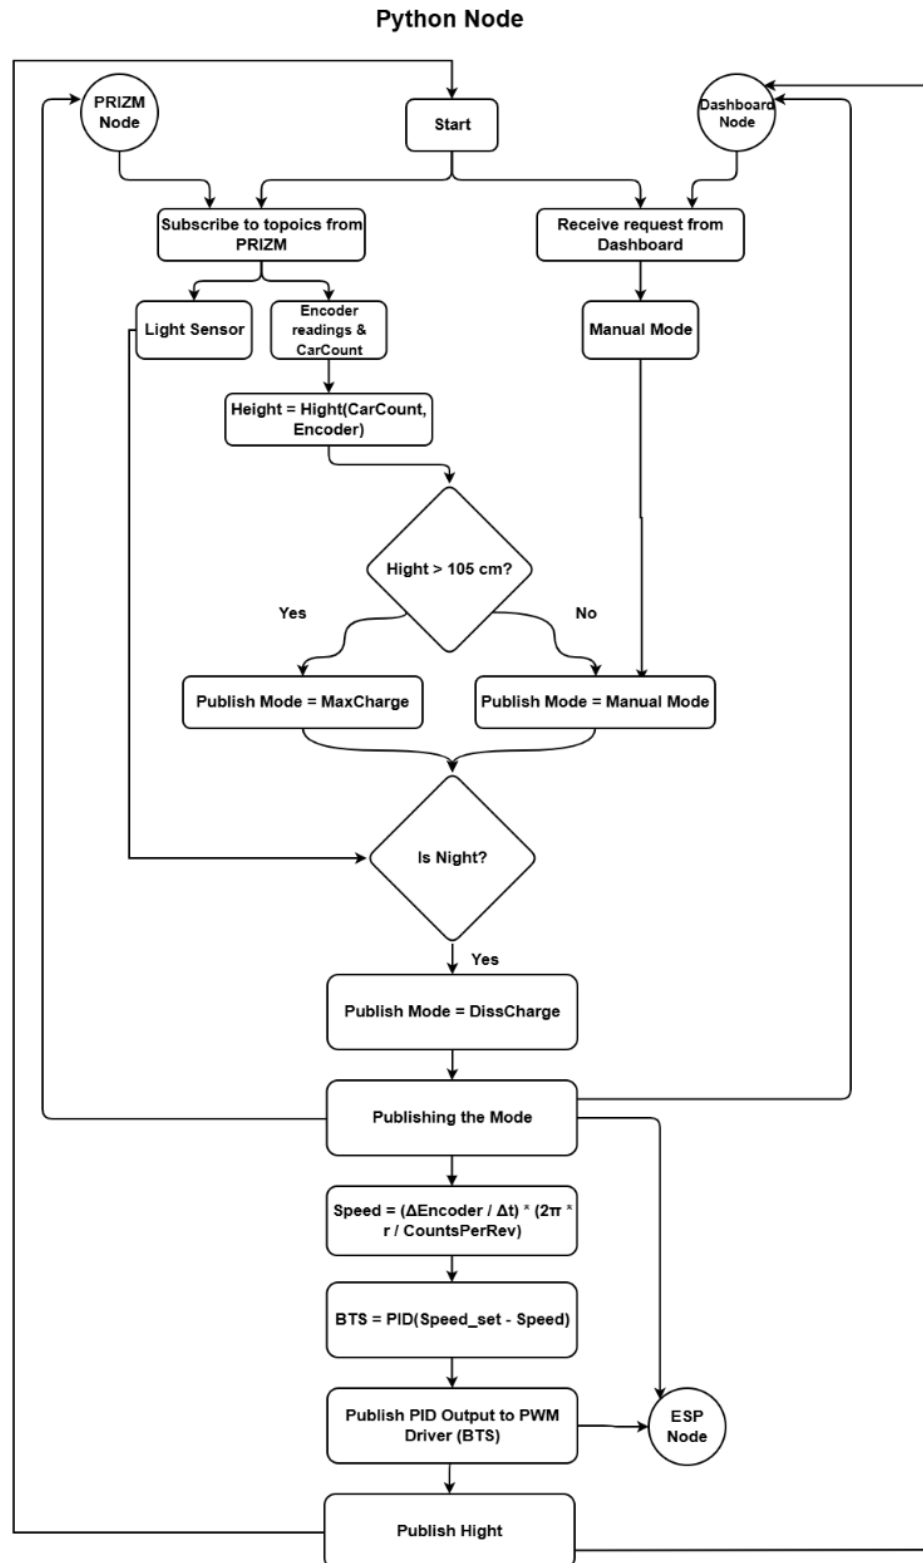 Python Node
PRIZM
Node
Start
Dashboard
Node
Subscribe to topoics from
PRIZM
Receive request from
Dashboard
Light Sensor
Encoder
readings &
CarCount
Manual Mode
Height = Hight(CarCount,
Encoder)
Hight > 105 cm?
Yes
No
Publish Mode = MaxCharge
Publish Mode = Manual Mode
Is Night?
Yes
Publish Mode = DissCharge
Publishing the Mode
Speed = (ΔEncoder / Δt) * (2π *
r / CountsPerRev)
BTS = PID(Speed_set - Speed)
Publish PID Output to PWM
Driver (BTS)
ESP
Node
Publish Hight